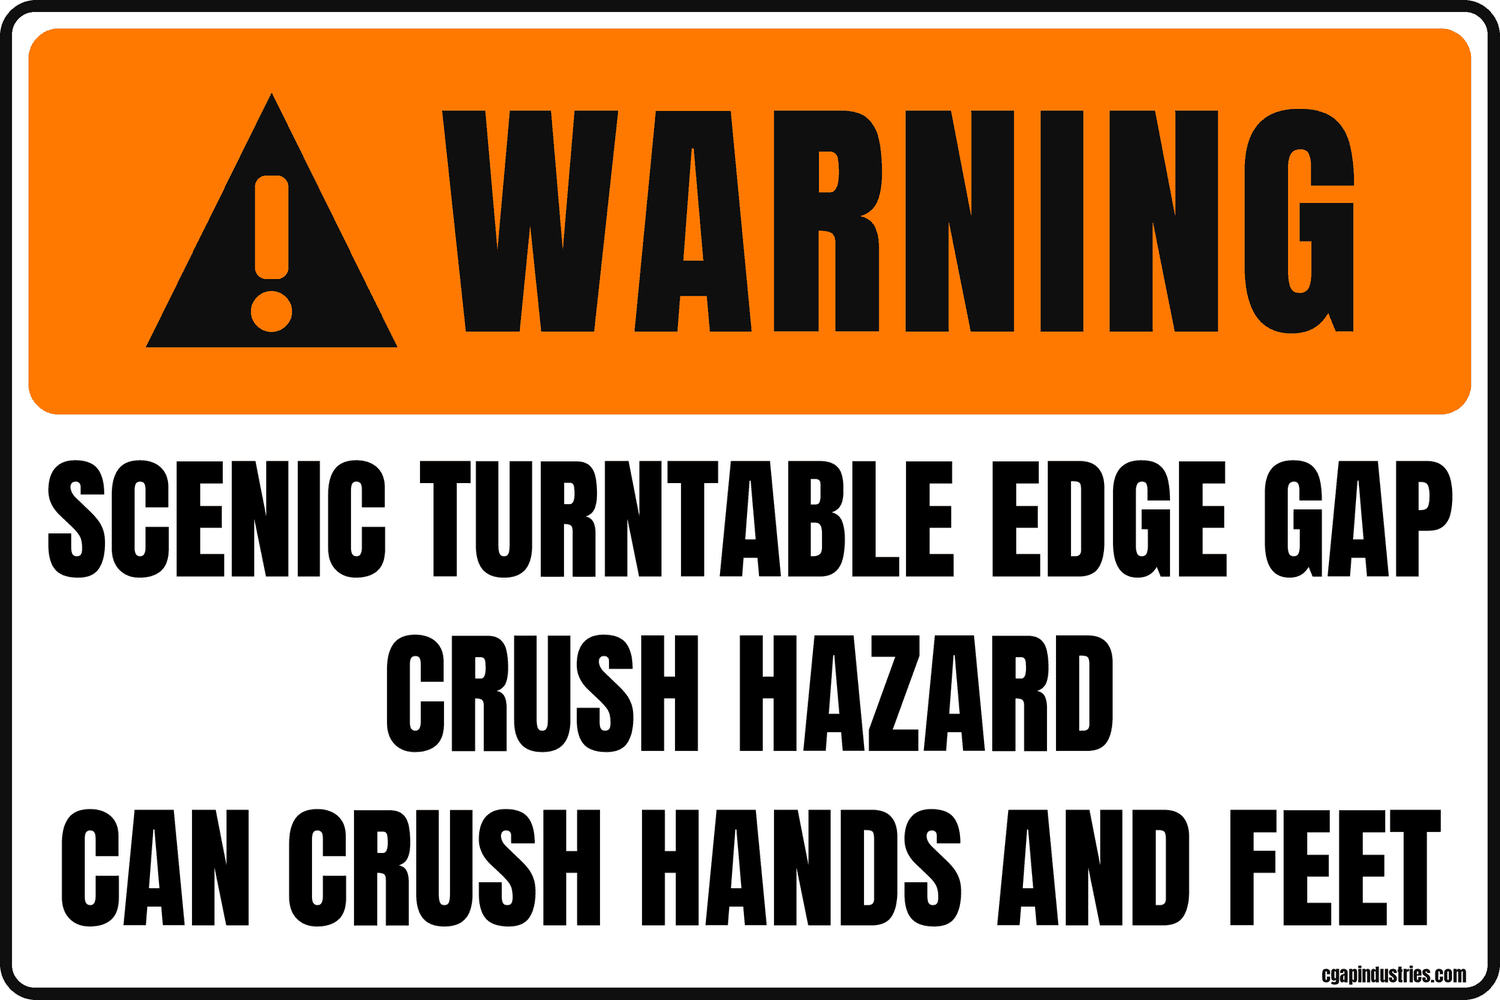 WARNING
SCENIC TURNTABLE EDGE GAP
CRUSH HAZARD
CAN CRUSH HANDS AND FEET
cgapindustries.com